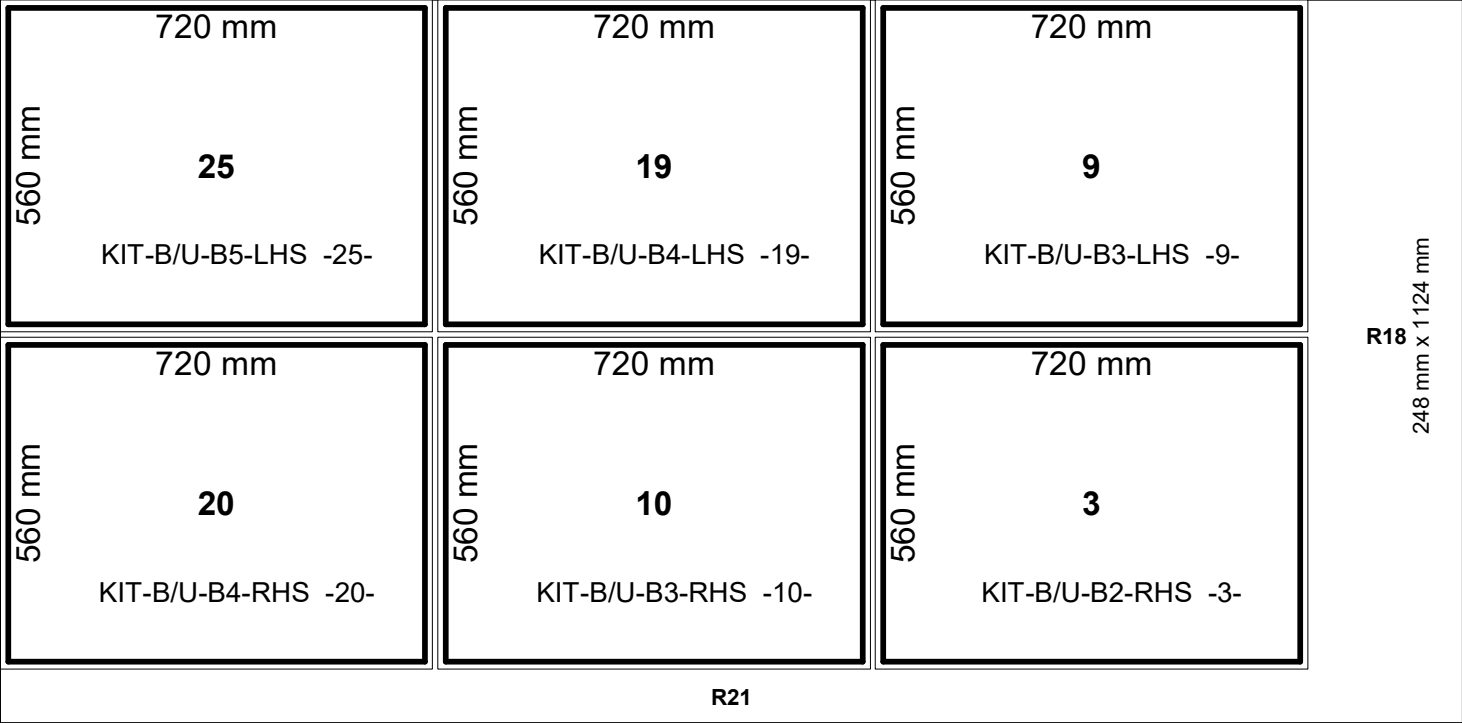 720 mm
560 mm
25
KIT-B/U-B5-LHS -25-
720 mm
560 mm
19
KIT-B/U-B4-LHS -19-
720 mm
560 mm
9
KIT-B/U-B3-LHS -9-
720 mm
560 mm
20
KIT-B/U-B4-RHS -20-
720 mm
560 mm
10
KIT-B/U-B3-RHS -10-
720 mm
560 mm
3
KIT-B/U-B2-RHS -3-
R18
248 mm x 1124 mm
R21